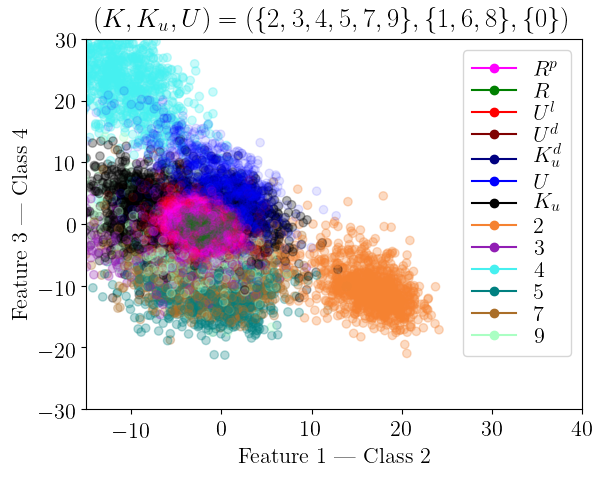 (K, K_u, U) = ({2, 3, 4, 5, 7, 9}, {1, 6, 8}, {0})
30
20
10
0
−10
−20
−30
Feature 3 — Class 4
R^p
R
U^l
U^d
K_u^d
U
K_u
2
3
4
5
7
9
−10
0
10
20
30
40
Feature 1 — Class 2